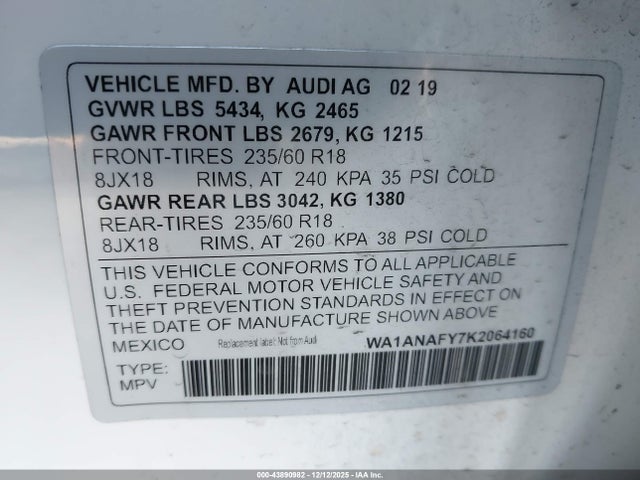 VEHICLE MFD. BY AUDI AG 02 19
GVWR LBS 5434, KG 2465
GAWR FRONT LBS 2679, KG 1215
FRONT-TIRES 235/60 R18
8JX18 RIMS, AT 240 KPA 35 PSI COLD
GAWR REAR LBS 3042, KG 1380
REAR-TIRES 235/60 R18
8JX18 RIMS, AT 260 KPA 38 PSI COLD
THIS VEHICLE CONFORMS TO ALL APPLICABLE
U.S. FEDERAL MOTOR VEHICLE SAFETY AND
THEFT PREVENTION STANDARDS IN EFFECT ON
THE DATE OF MANUFACTURE SHOWN ABOVE
MEXICO Replacement label: Not from Audi WA1ANAFY7K2064160
TYPE:
MPV
000-43890982 - 12/12/2025 - IAA, Inc.